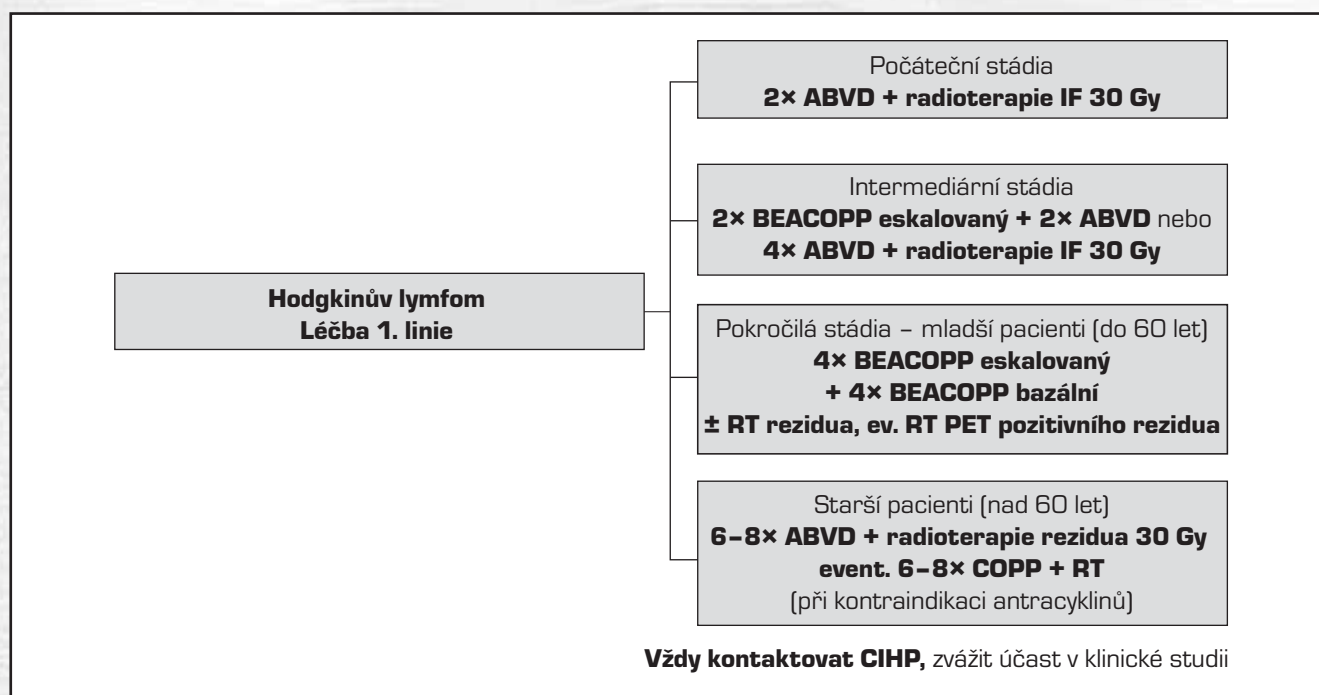 Hodgkinův lymfom
Léčba 1. linie
Počáteční stádia
2× ABVD + radioterapie IF 30 Gy
Intermediární stádia
2× BEACOPP eskalovaný + 2× ABVD nebo
4× ABVD + radioterapie IF 30 Gy
Pokročilá stádia – mladší pacienti (do 60 let)
4× BEACOPP eskalovaný
+ 4× BEACOPP bazální
± RT rezidua, ev. RT PET pozitivního rezidua
Starší pacienti (nad 60 let)
6–8× ABVD + radioterapie rezidua 30 Gy
event. 6–8× COPP + RT
(při kontraindikaci antracyklinů)
Vždy kontaktovat CIHP, zvážit účast v klinické studii